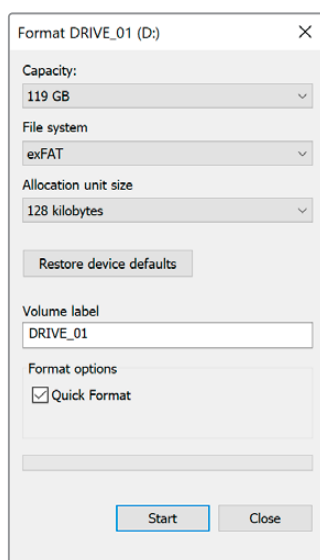 Format DRIVE_01 (D:)
Capacity:
119 GB
File system
exFAT
Allocation unit size
128 kilobytes
Restore device defaults
Volume label
DRIVE_01
Format options
Quick Format
Start Close